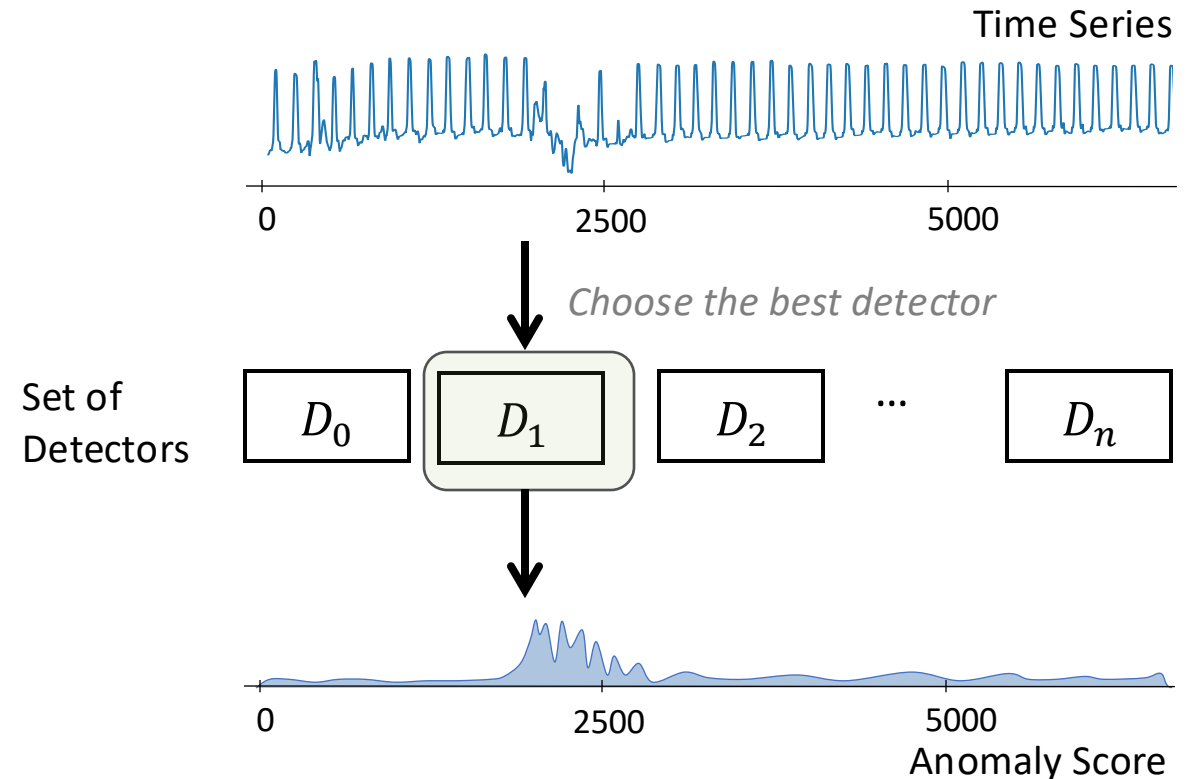 Time Series
0 2500 5000
Choose the best detector
Set of
Detectors
D₀ D₁ D₂ ... Dₙ
0 2500 5000
Anomaly Score